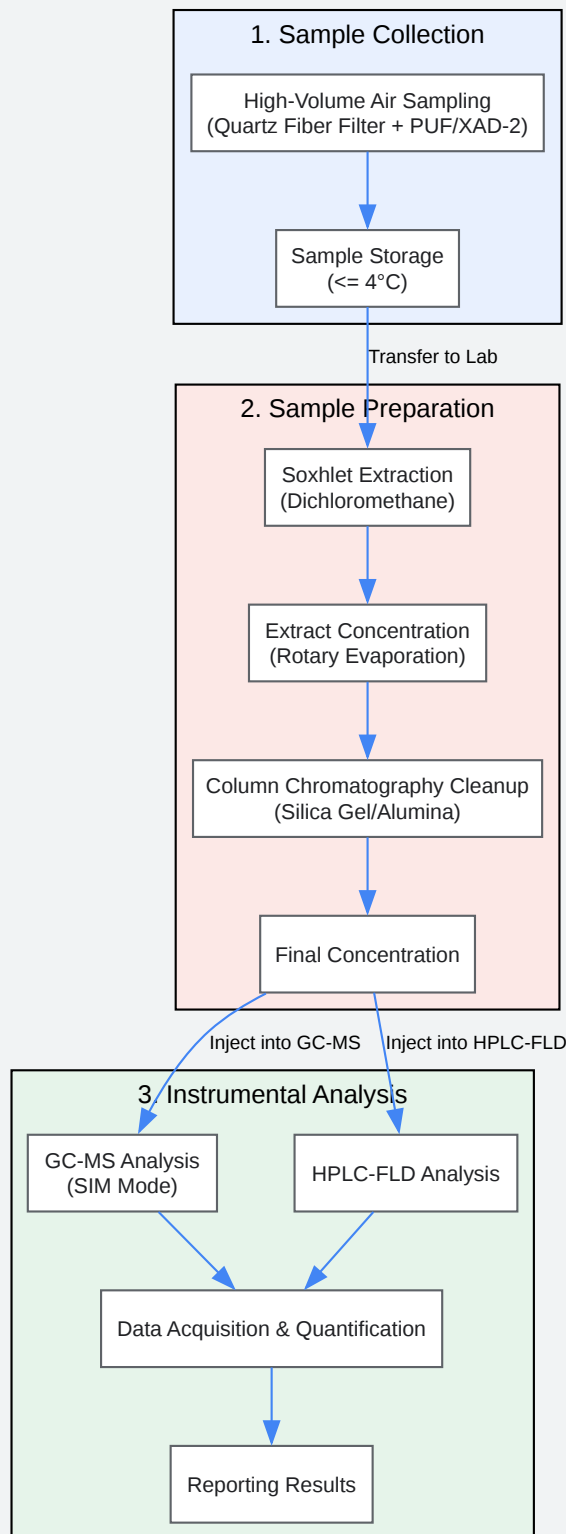 1. Sample Collection
High-Volume Air Sampling
(Quartz Fiber Filter + PUF/XAD-2)
Sample Storage
(<= 4°C)
Transfer to Lab
2. Sample Preparation
Soxhlet Extraction
(Dichloromethane)
Extract Concentration
(Rotary Evaporation)
Column Chromatography Cleanup
(Silica Gel/Alumina)
Final Concentration
Inject into GC-MS
Inject into HPLC-FLD
3. Instrumental Analysis
GC-MS Analysis
(SIM Mode)
HPLC-FLD Analysis
Data Acquisition & Quantification
Reporting Results